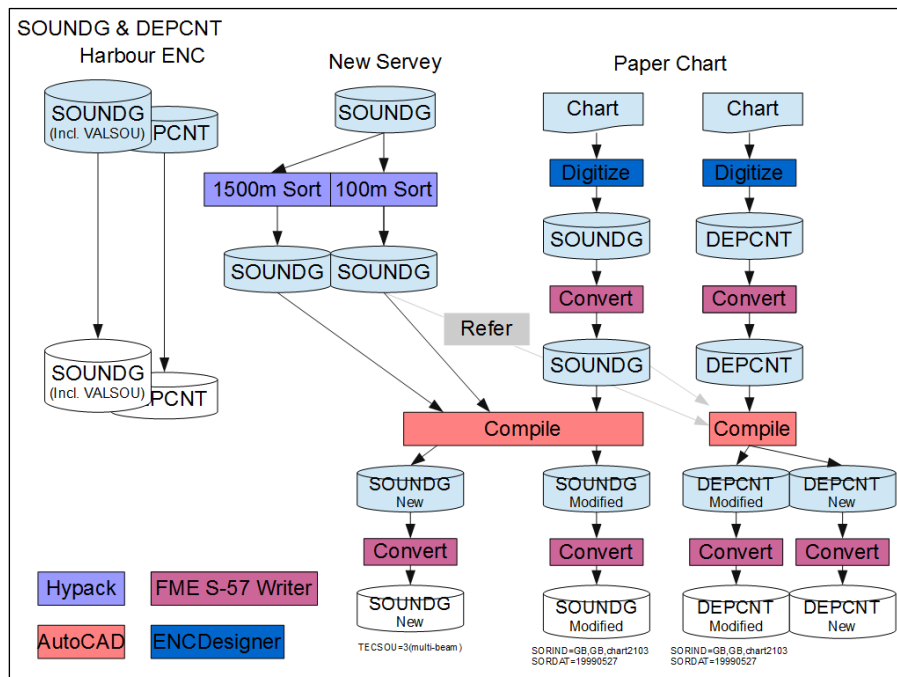 SOUNDG & DEPCNT
Harbour ENC
New Servey
Paper Chart
SOUNDG
(Incl. VALSOU)
EPCNT
SOUNDG
Chart
Chart
Digitize
Digitize
1500m Sort
100m Sort
SOUNDG
DEPCNT
SOUNDG
SOUNDG
Convert
Convert
Refer
SOUNDG
DEPCNT
SOUNDG
(Incl. VALSOU)
EPCNT
Compile
Compile
SOUNDG
New
SOUNDG
Modified
DEPCNT
Modified
DEPCNT
New
Convert
Convert
Convert
Convert
Hypack
FME S-57 Writer
SOUNDG
New
SOUNDG
Modified
DEPCNT
Modified
DEPCNT
New
AutoCAD
ENCDesigner
TECSOU=3(multi-beam)
SORIND=GB,GB,chart2103
SORDAT=19990527
SORIND=GB,GB,chart2103
SORDAT=19990527